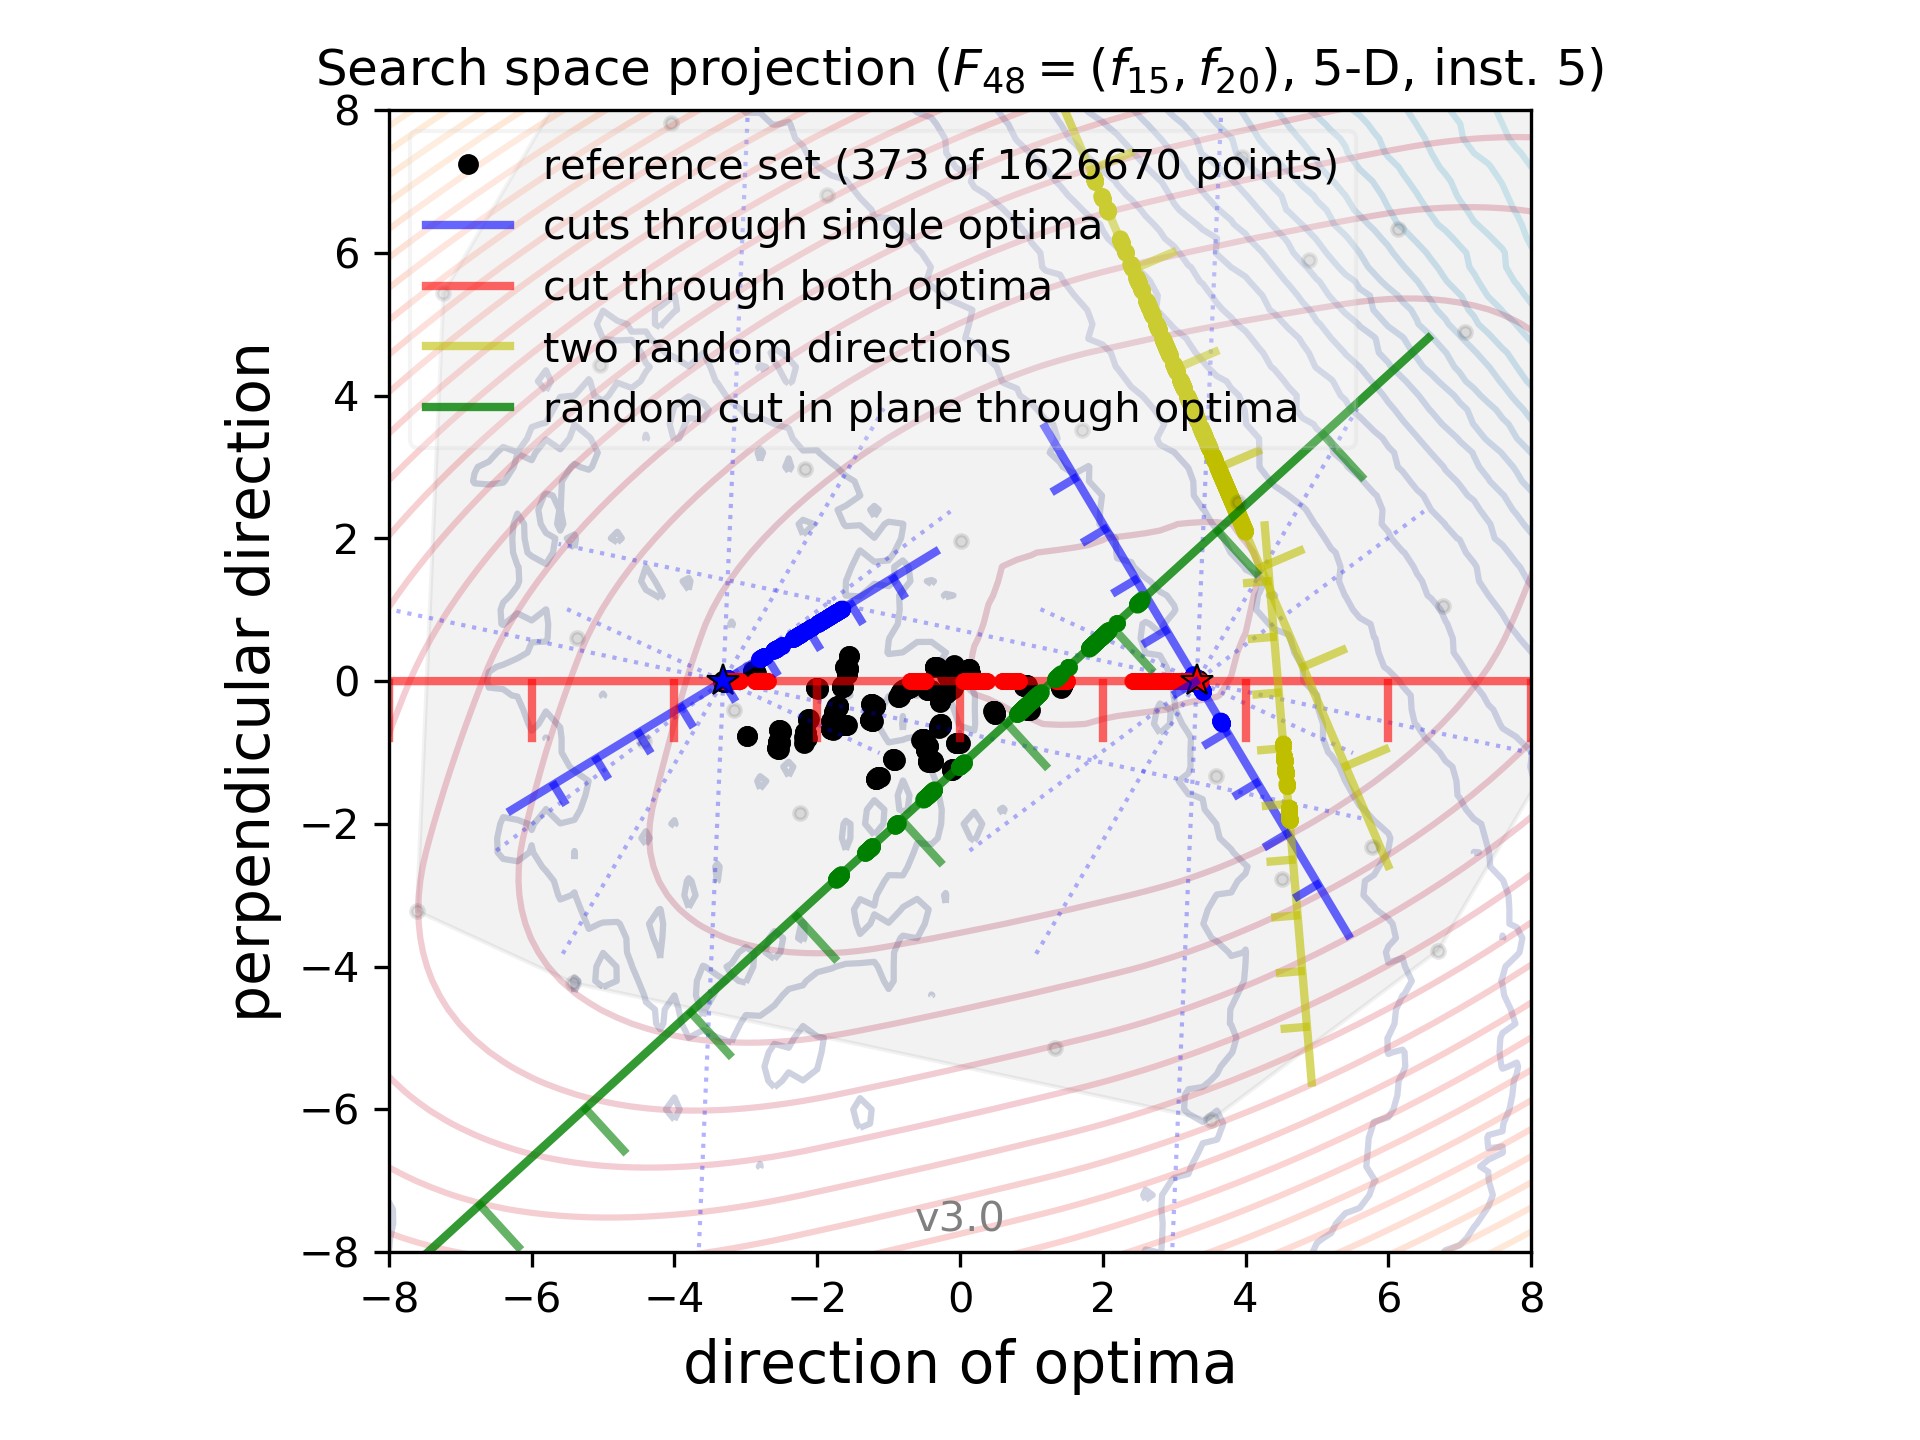 Search space projection (F48 = (f15, f20), 5-D, inst. 5)
8
6
4
2
0
−2
−4
−6
−8
perpendicular direction
reference set (373 of 1626670 points)
cuts through single optima
cut through both optima
two random directions
random cut in plane through optima
v3.0
−8 −6 −4 −2 0 2 4 6 8
direction of optima